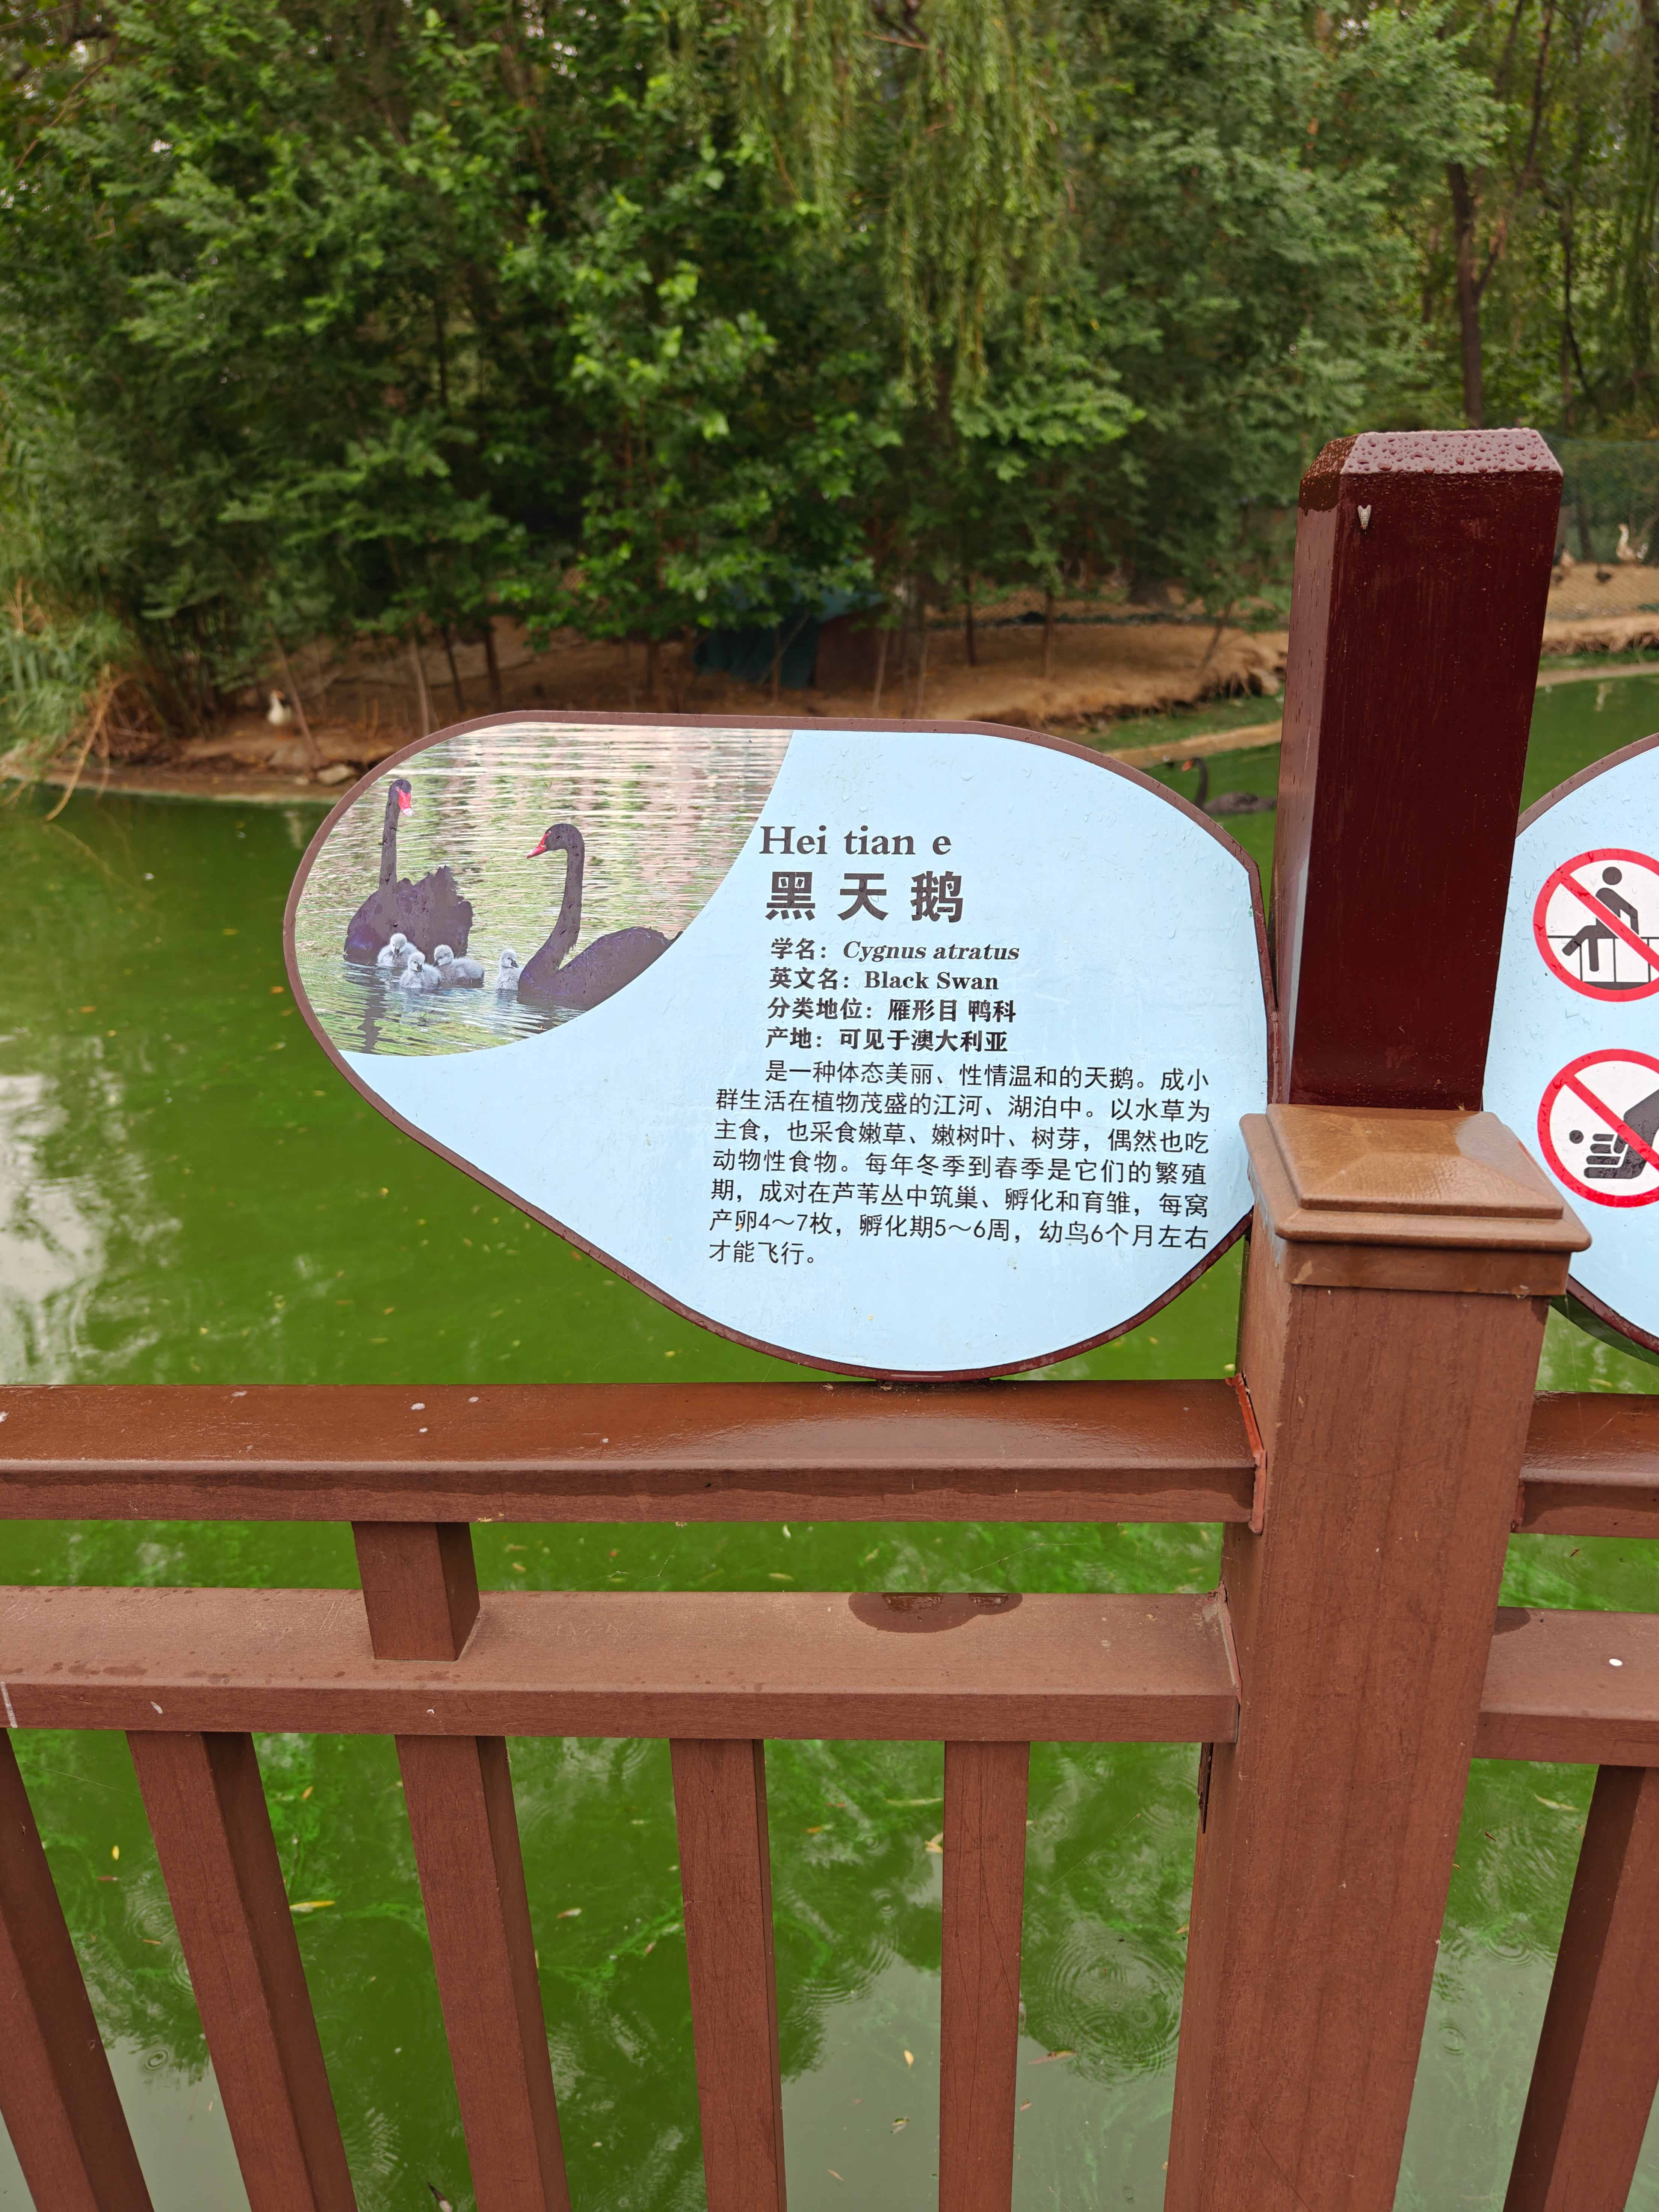 Hei tian e
黑天鹅
学名：Cygnus atratus
英文名：Black Swan
分类地位：雁形目 鸭科
产地：可见于澳大利亚
是一种体态美丽、性情温和的天鹅。成小
群生活在植物茂盛的江河、湖泊中。以水草为
主食，也采食嫩草、嫩树叶、树芽，偶然也吃
动物性食物。每年冬季到春季是它们的繁殖
期，成对在芦苇丛中筑巢、孵化和育雏，每窝
产卵4～7枚，孵化期5～6周，幼鸟6个月左右
才能飞行。